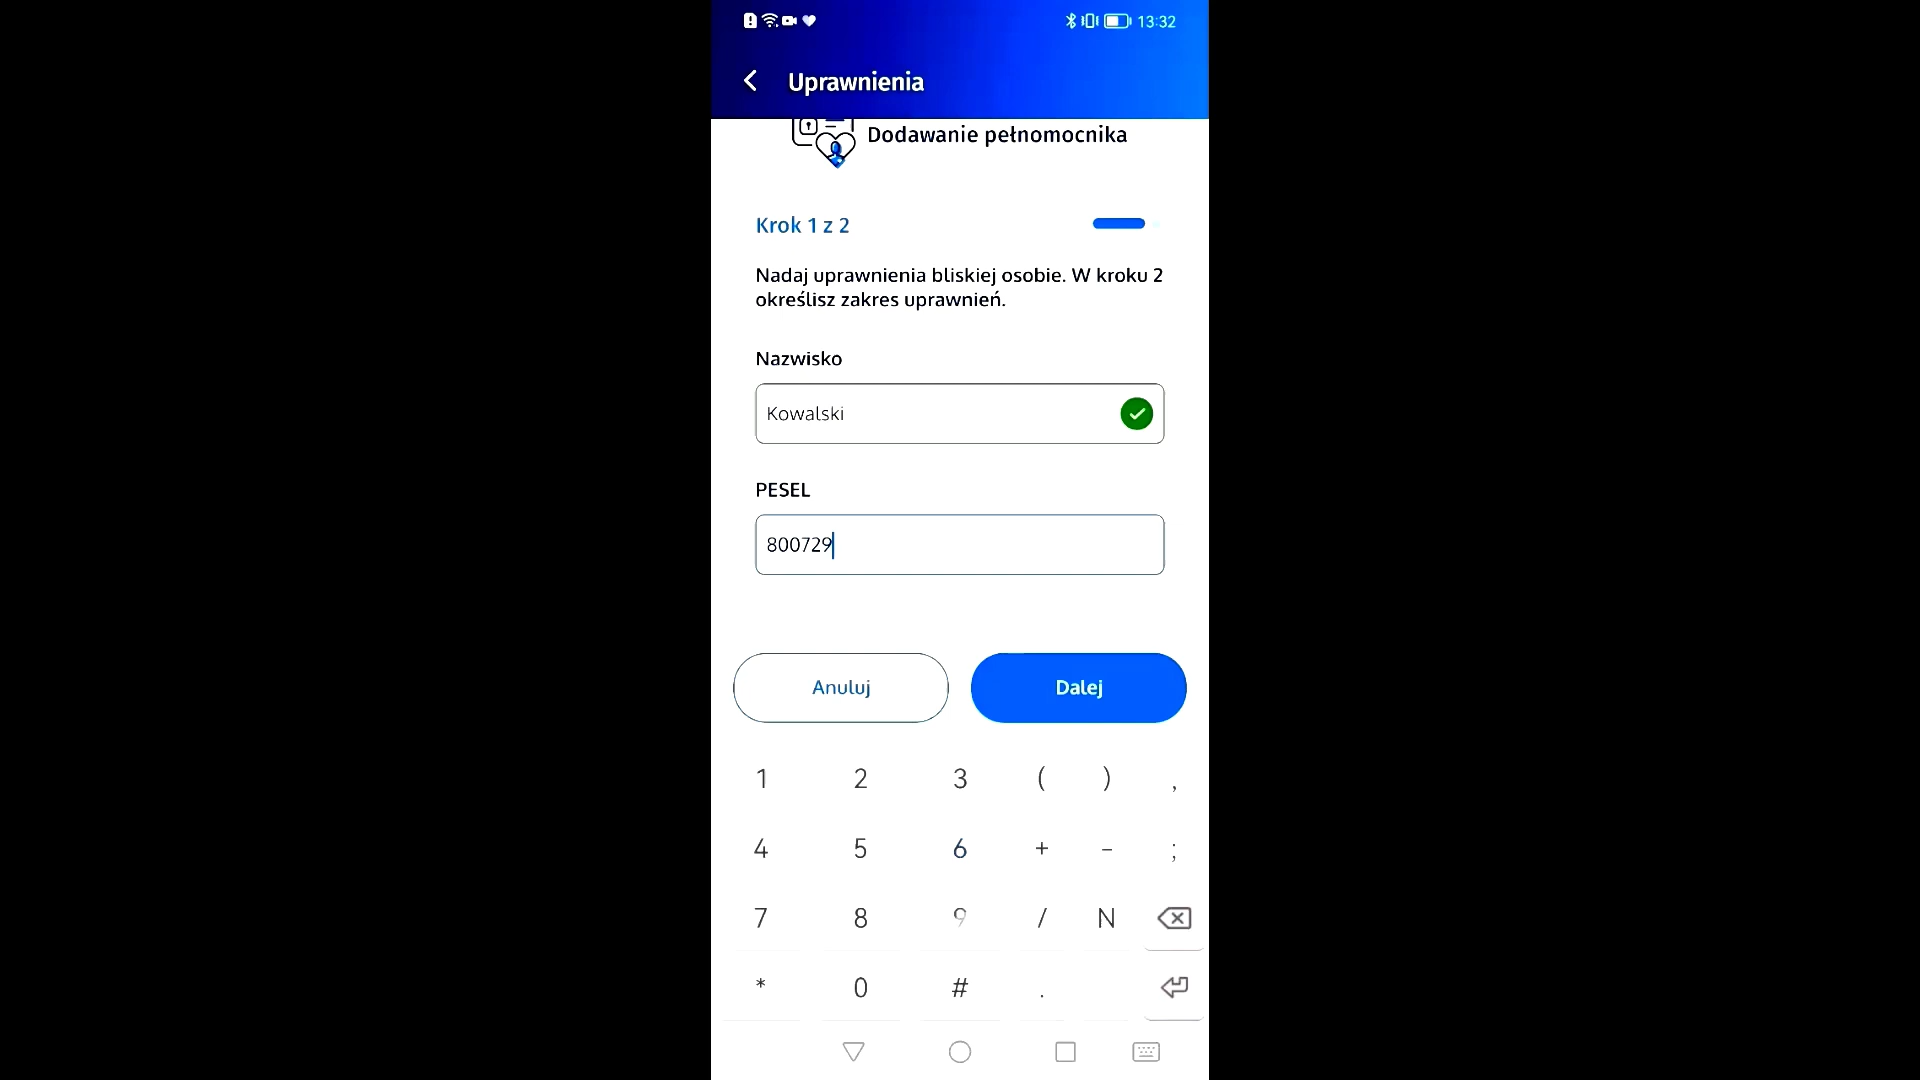 13:32
Uprawnienia
Dodawanie pełnomocnika
Krok 1 z 2
Nadaj uprawnienia bliskiej osobie. W kroku 2
określisz zakres uprawnień.
Nazwisko
Kowalski
PESEL
800729
Anuluj Dalej
1 2 3 ( ) ,
4 5 6 + - ;
7 8 9 / N
* 0 # .